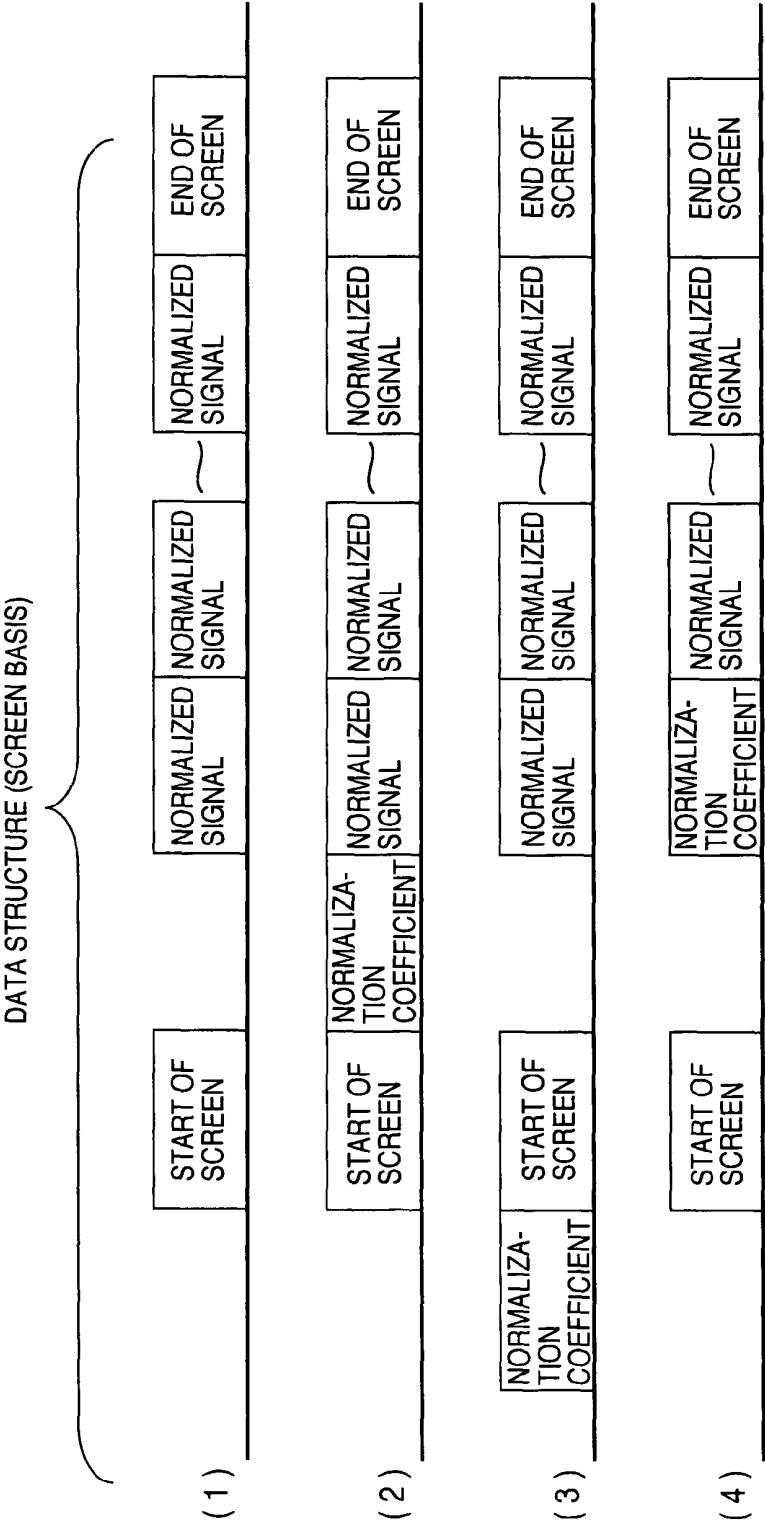 DATA STRUCTURE (SCREEN BASIS)
(1)
START OF
SCREEN
NORMALIZED
SIGNAL
NORMALIZED
SIGNAL
NORMALIZED
SIGNAL
END OF
SCREEN
(2)
START OF
SCREEN
NORMALIZA-
TION
COEFFICIENT
NORMALIZED
SIGNAL
NORMALIZED
SIGNAL
NORMALIZED
SIGNAL
END OF
SCREEN
(3)
NORMALIZA-
TION
COEFFICIENT
START OF
SCREEN
NORMALIZED
SIGNAL
NORMALIZED
SIGNAL
NORMALIZED
SIGNAL
END OF
SCREEN
(4)
START OF
SCREEN
NORMALIZA-
TION
COEFFICIENT
NORMALIZED
SIGNAL
NORMALIZED
SIGNAL
END OF
SCREEN